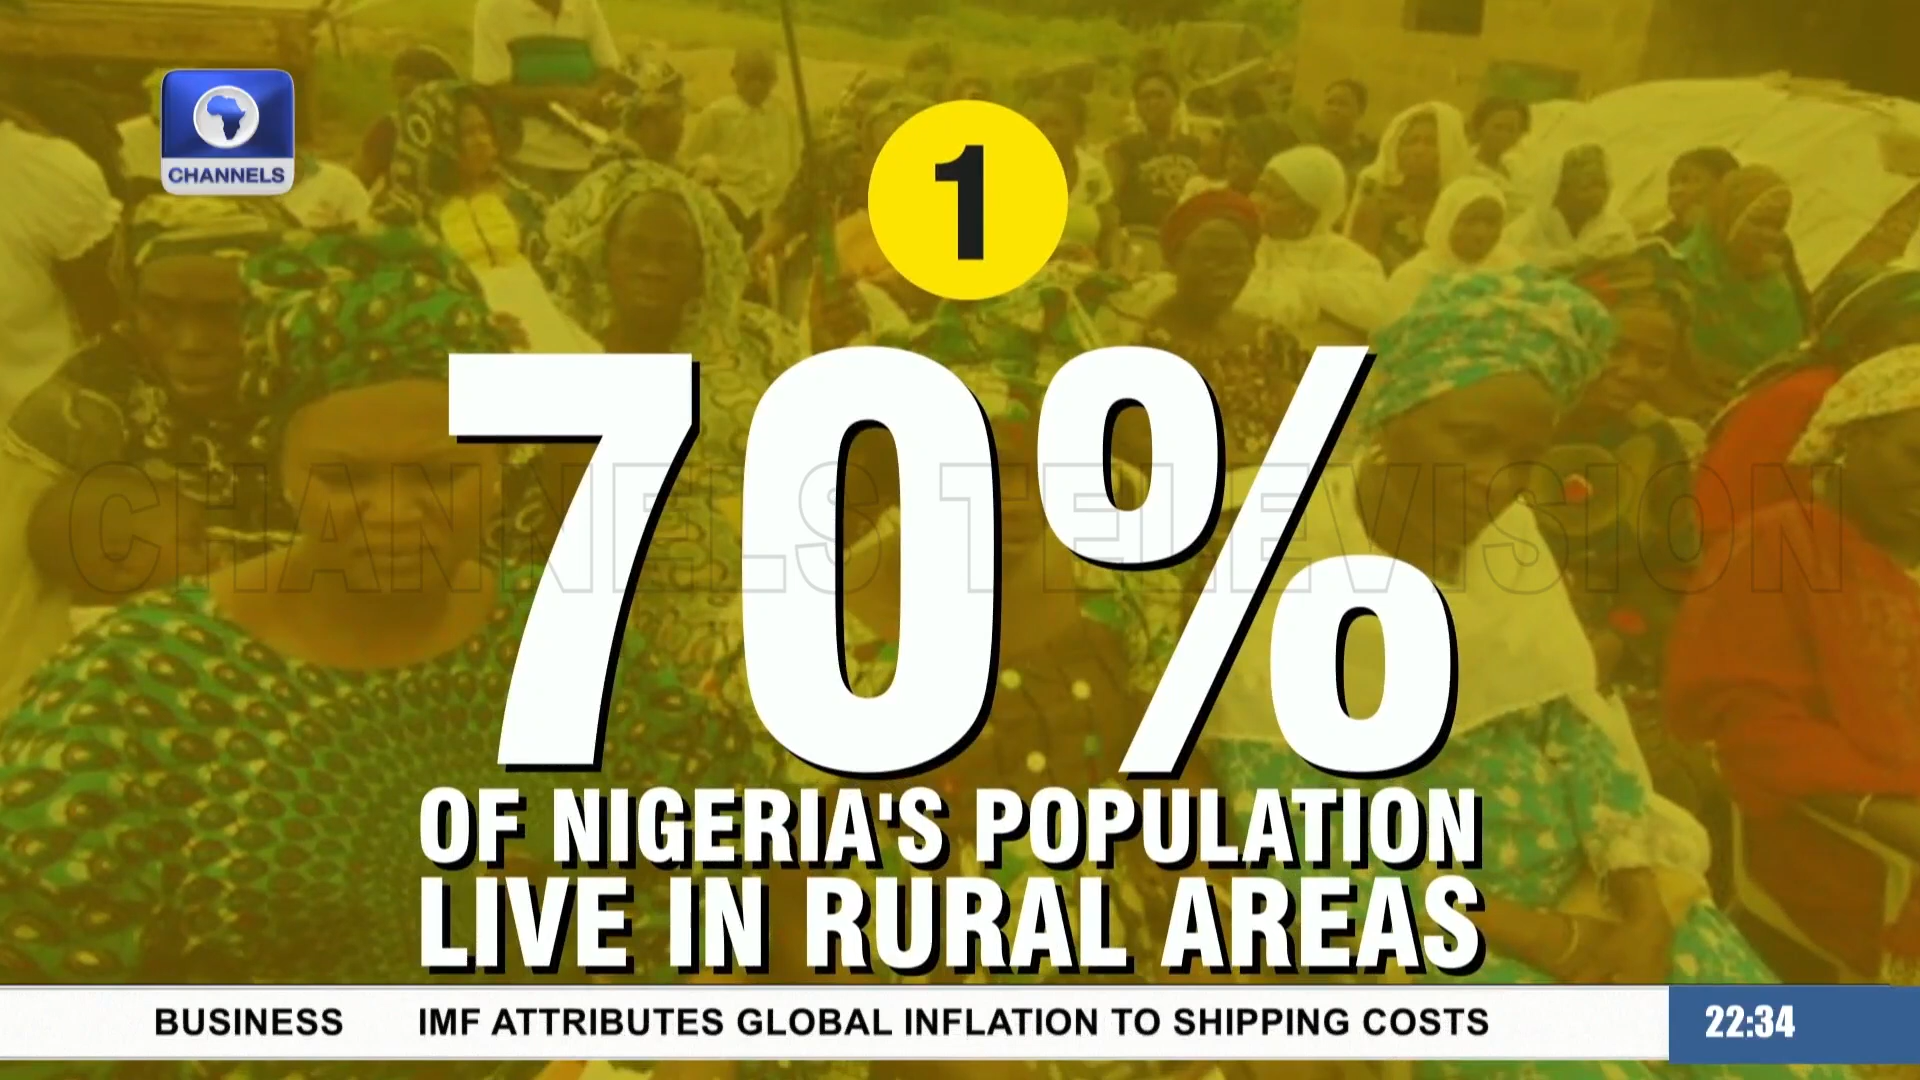 CHANNELS
1
70%
CHANNELS TELEVISION
OF NIGERIA'S POPULATION
LIVE IN RURAL AREAS
BUSINESS IMF ATTRIBUTES GLOBAL INFLATION TO SHIPPING COSTS 22:34